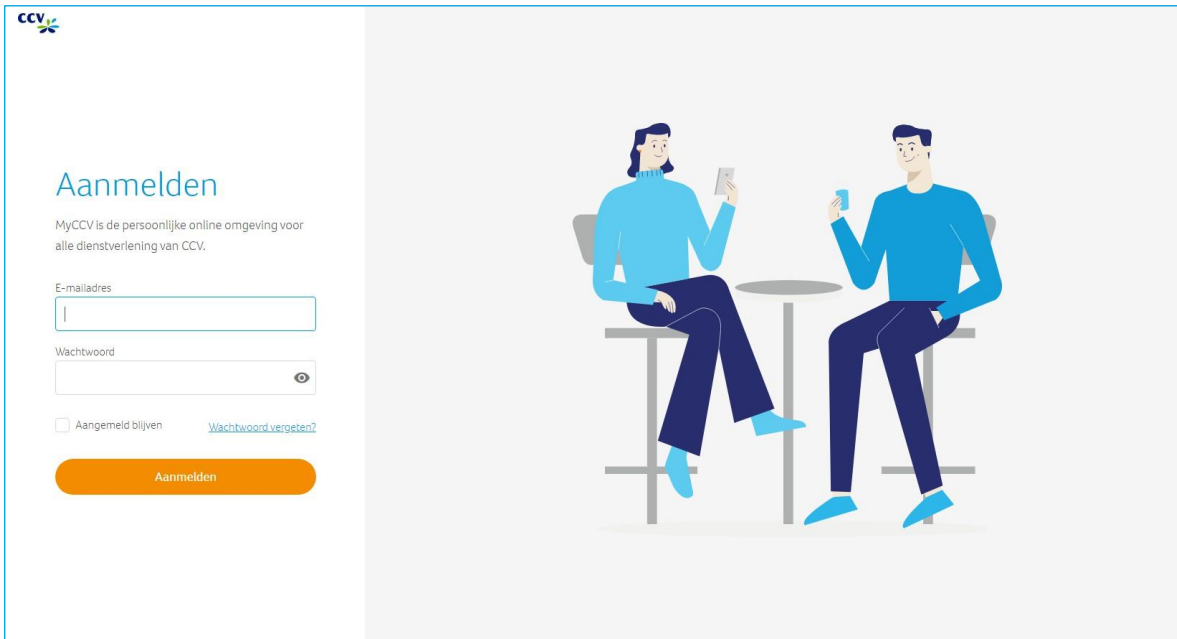 CCV
Aanmelden
MyCCV is de persoonlijke online omgeving voor
alle dienstverlening van CCV.
E-mailadres
Wachtwoord
Aangemeld blijven
Wachtwoord vergeten?
Aanmelden